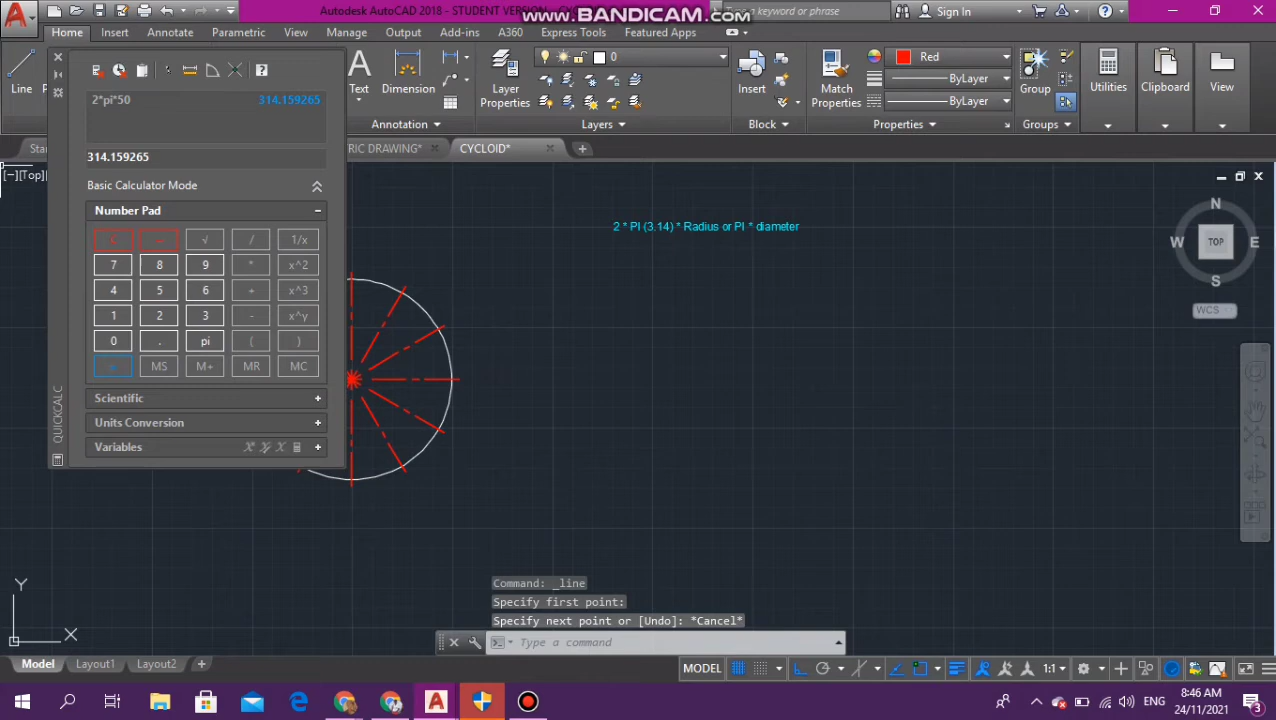 Autodesk AutoCAD 2018 - STUDENT VERSION
www.BANDICAM.com
Type a keyword or phrase
Sign In
Home
Insert
Annotate
Parametric
View
Manage
Output
Add-ins
A360
Express Tools
Featured Apps
Line
Text
Dimension
Layer
Properties
0
Insert
Match
Properties
Red
ByLayer
ByLayer
Group
Utilities
Clipboard
View
Annotation
Layers
Block
Properties
Groups
RIC DRAWING*
CYCLOID*
[−][Top]
QUICKCALC
2*pi*50
314.159265
314.159265
Basic Calculator Mode
Number Pad
C
√
/
1/x
7
8
9
*
x^2
4
5
6
+
x^3
1
2
3
-
x^y
0
.
pi
(
)
=
MS
M+
MR
MC
Scientific
Units Conversion
Variables
2 * PI (3.14) * Radius or PI * diameter
N
W
TOP
E
S
WCS
Y
X
Command: _line
Specify first point:
Specify next point or [Undo]: *Cancel*
Type a command
Model
Layout1
Layout2
MODEL
1:1
ENG
8:46 AM
24/11/2021
3